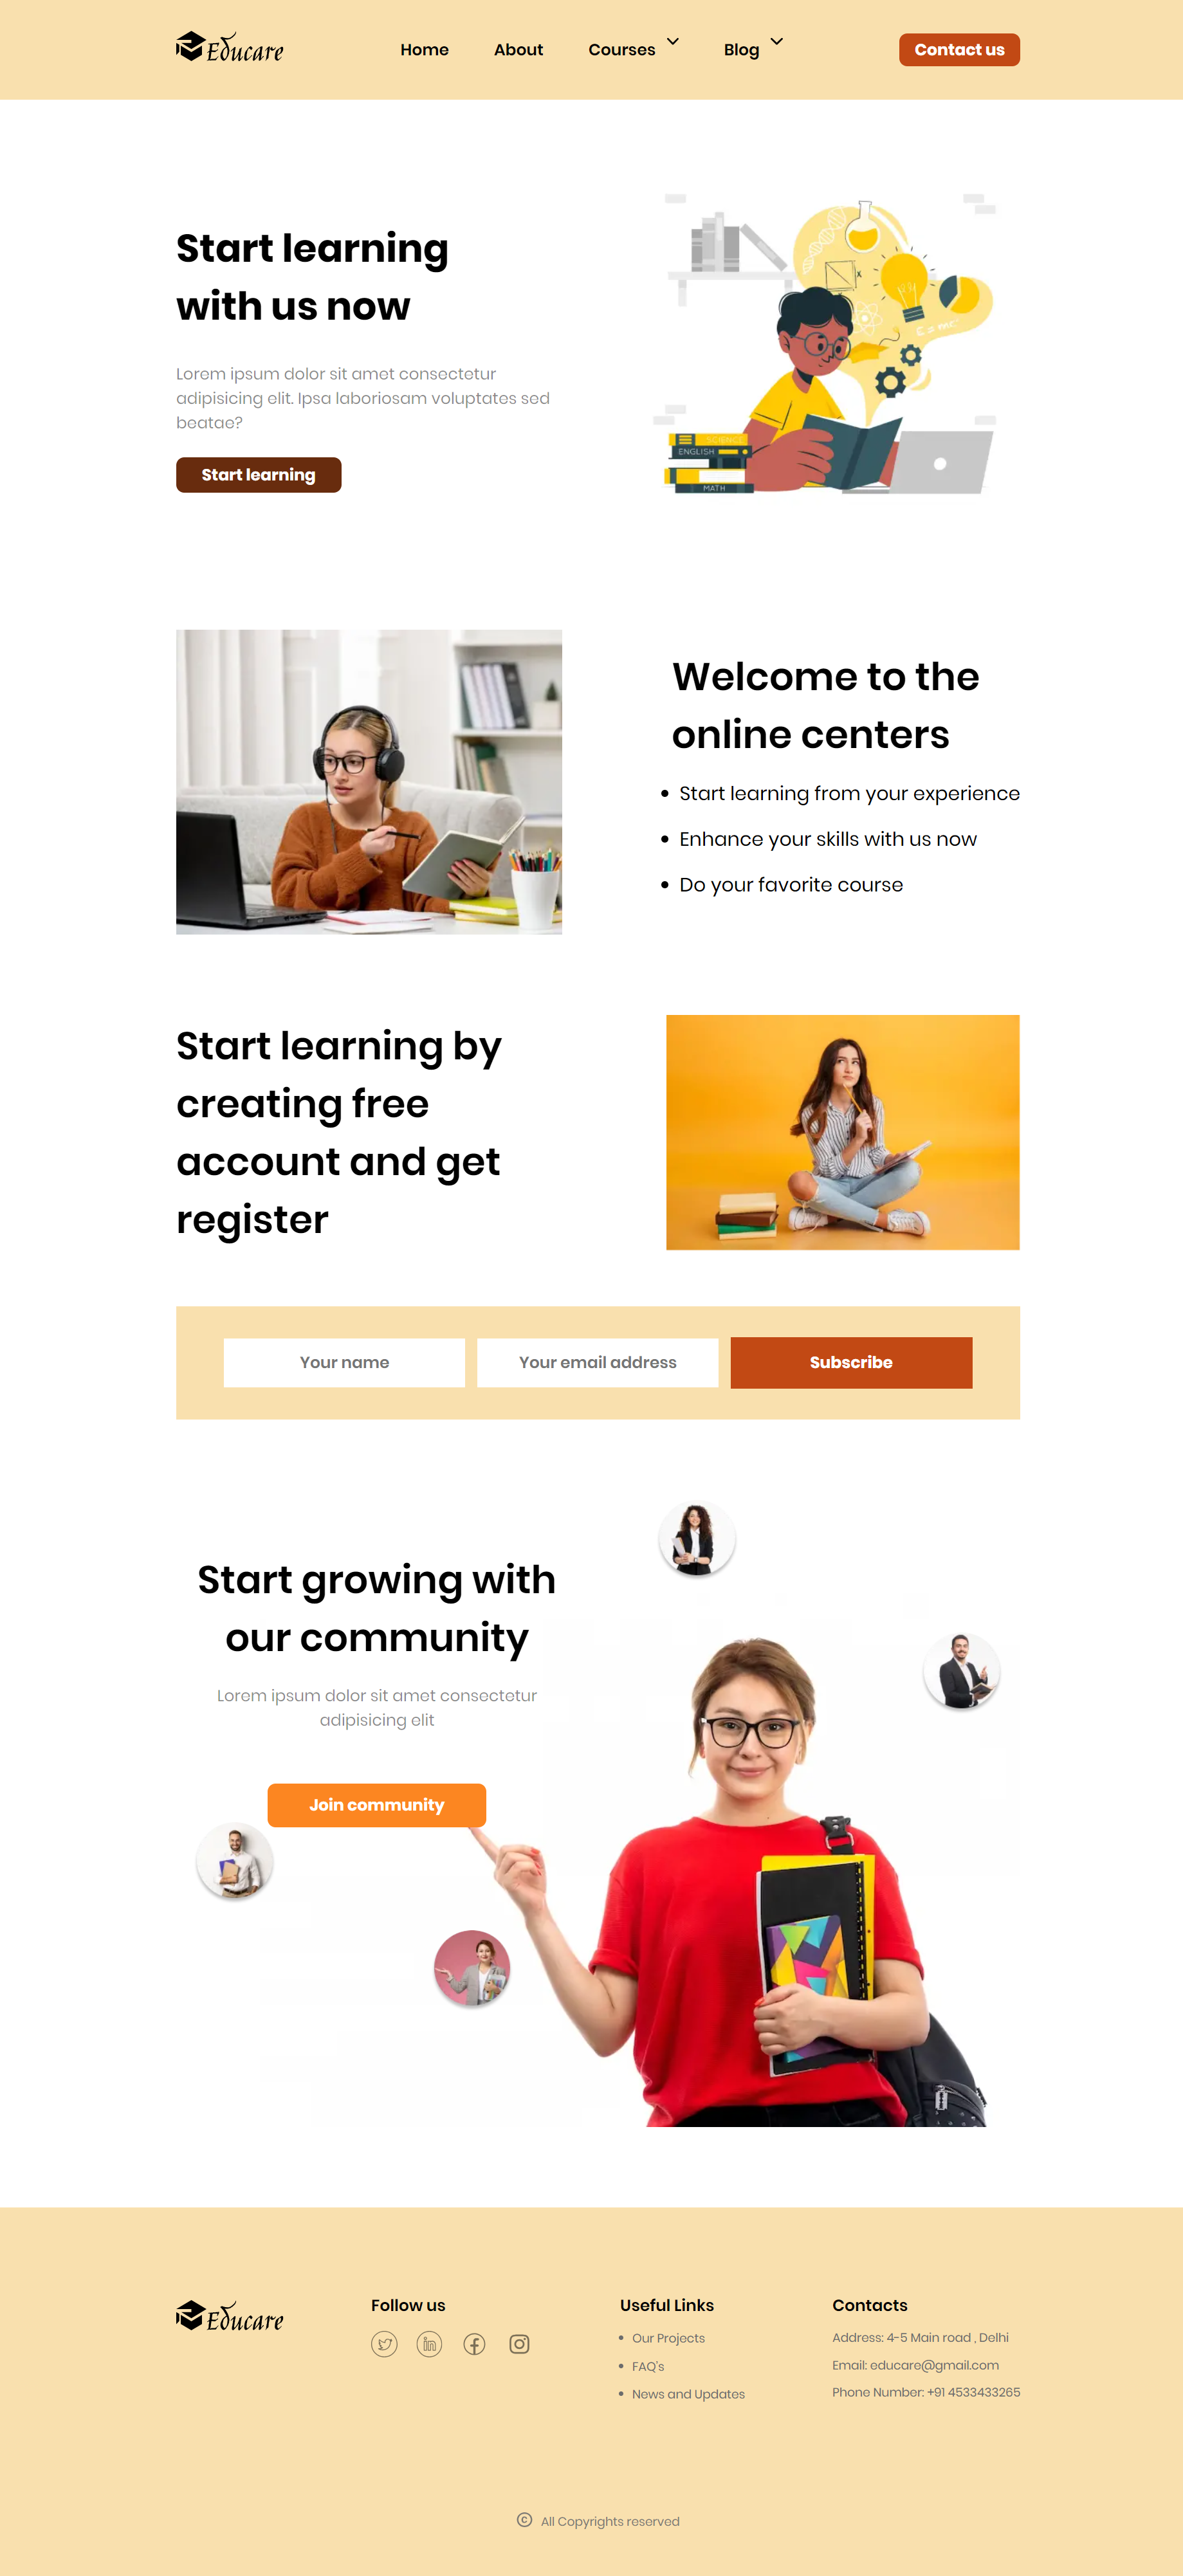 Educare
Home About Courses Blog Contact us
Start learning
with us now
Lorem ipsum dolor sit amet consectetur
adipisicing elit. Ipsa laboriosam voluptates sed
beatae?
Start learning
x
E = mc²
SCIENCE
ENGLISH
MATH
Welcome to the
online centers
• Start learning from your experience
• Enhance your skills with us now
• Do your favorite course
Start learning by
creating free
account and get
register
Your name Your email address Subscribe
Start growing with
our community
Lorem ipsum dolor sit amet consectetur
adipisicing elit
Join community
Educare
Follow us
Useful Links
• Our Projects
• FAQ's
• News and Updates
Contacts
Address: 4-5 Main road , Delhi
Email: educare@gmail.com
Phone Number: +91 4533433265
© All Copyrights reserved